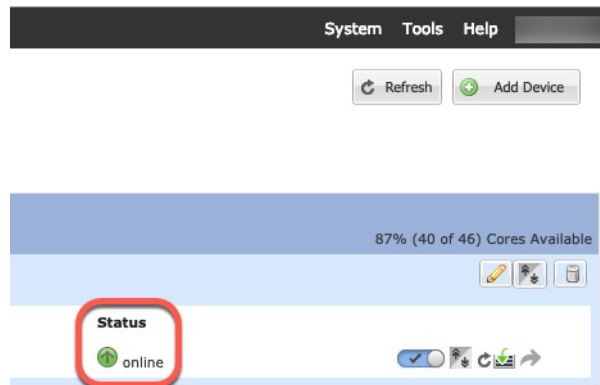 System Tools Help
Refresh Add Device
87% (40 of 46) Cores Available
Status
online